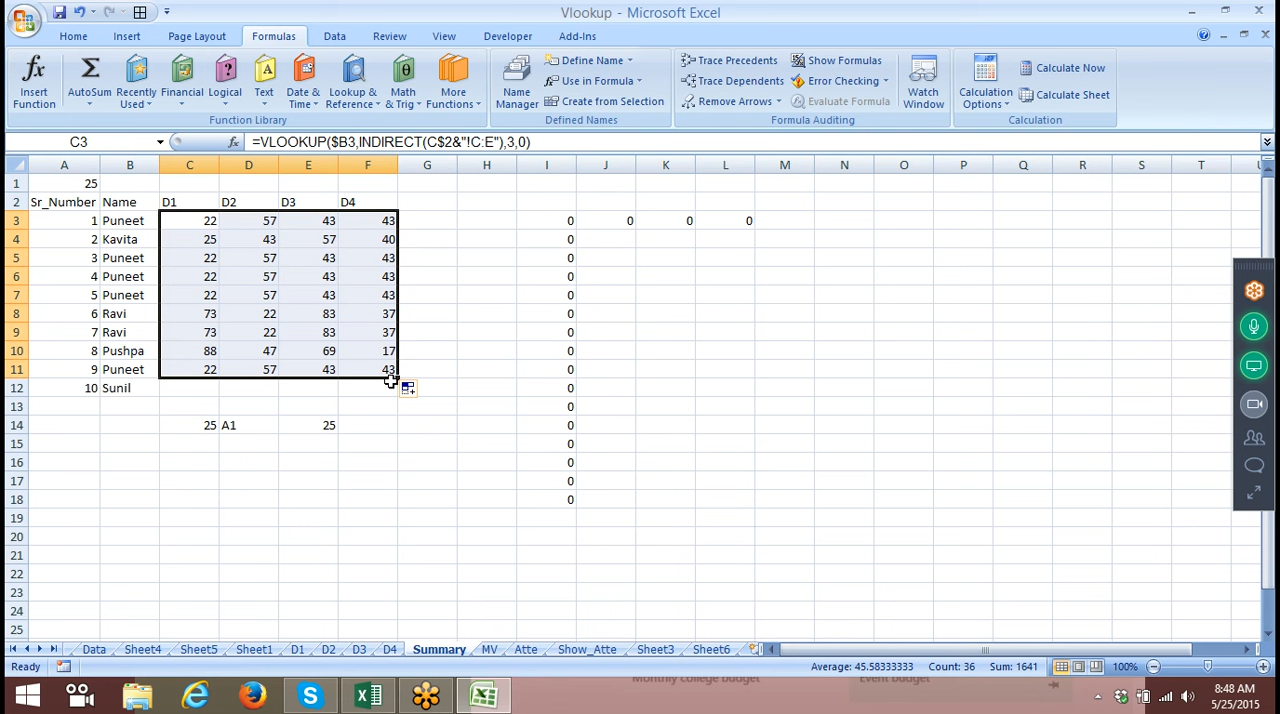 Vlookup - Microsoft Excel
Home Insert Page Layout Formulas Data Review View Developer Add-Ins
Insert Function
AutoSum
Recently Used
Financial
Logical
Text
Date & Time
Lookup & Reference
Math & Trig
More Functions
Function Library
Name Manager
Define Name
Use in Formula
Create from Selection
Defined Names
Trace Precedents
Trace Dependents
Remove Arrows
Show Formulas
Error Checking
Evaluate Formula
Formula Auditing
Watch Window
Calculation Options
Calculate Now
Calculate Sheet
Calculation
C3 fx =VLOOKUP($B3,INDIRECT(C$2&"!C:E"),3,0)
A B C D E F G H I J K L M N O P Q R S T U
1 25
2 Sr_Number Name D1 D2 D3 D4
3 1 Puneet 22 57 43 43 0 0 0 0
4 2 Kavita 25 43 57 40 0
5 3 Puneet 22 57 43 43 0
6 4 Puneet 22 57 43 43 0
7 5 Puneet 22 57 43 43 0
8 6 Ravi 73 22 83 37 0
9 7 Ravi 73 22 83 37 0
10 8 Pushpa 88 47 69 17 0
11 9 Puneet 22 57 43 43 0
12 10 Sunil 0
13 0
14 25 A1 25 0
15 0
16 0
17 0
18 0
19
20
21
22
23
24
25
Data Sheet4 Sheet5 Sheet1 D1 D2 D3 D4 Summary MV Atte Show_Atte Sheet3 Sheet6
Ready Average: 45.58333333 Count: 36 Sum: 1641 100%
Monthly college budget Event budget
8:48 AM
5/25/2015